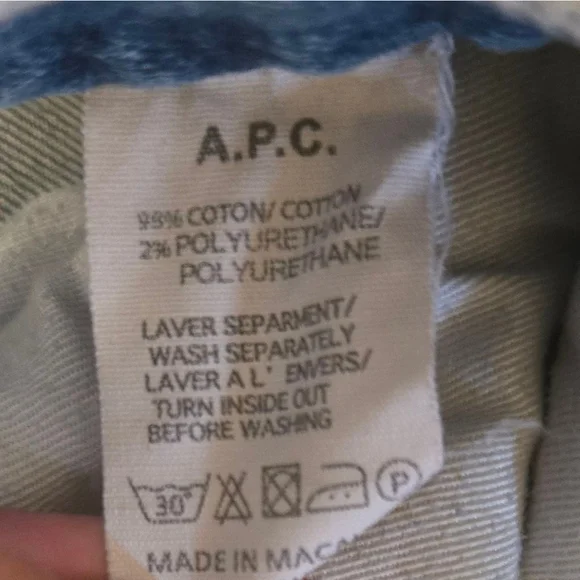 A.P.C.
98% COTON/ COTTON
2% POLYURETHANE/
POLYURETHANE
LAVER SEPARMENT/
WASH SEPARATELY
LAVER A L' ENVERS/
TURN INSIDE OUT
BEFORE WASHING
30° P
MADE IN